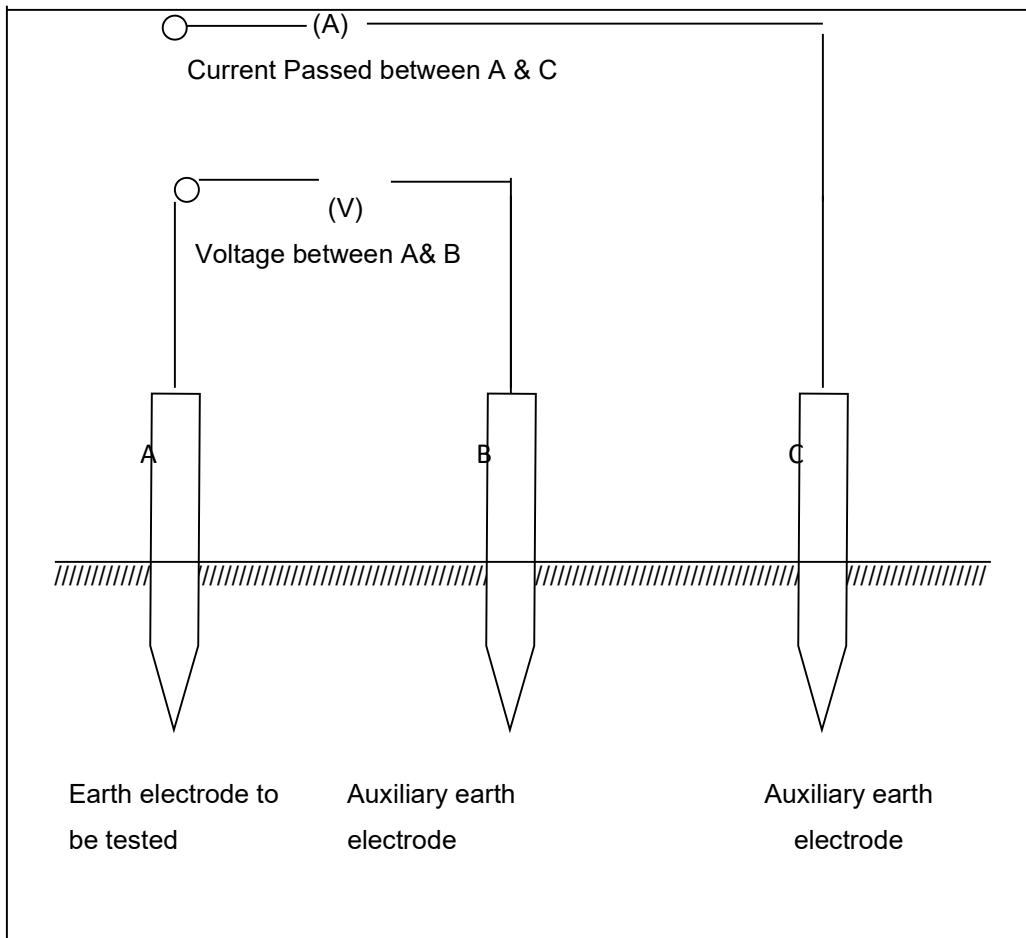 (A)
Current Passed between A & C
(V)
Voltage between A& B
A B C
Earth electrode to Auxiliary earth Auxiliary earth
be tested electrode electrode